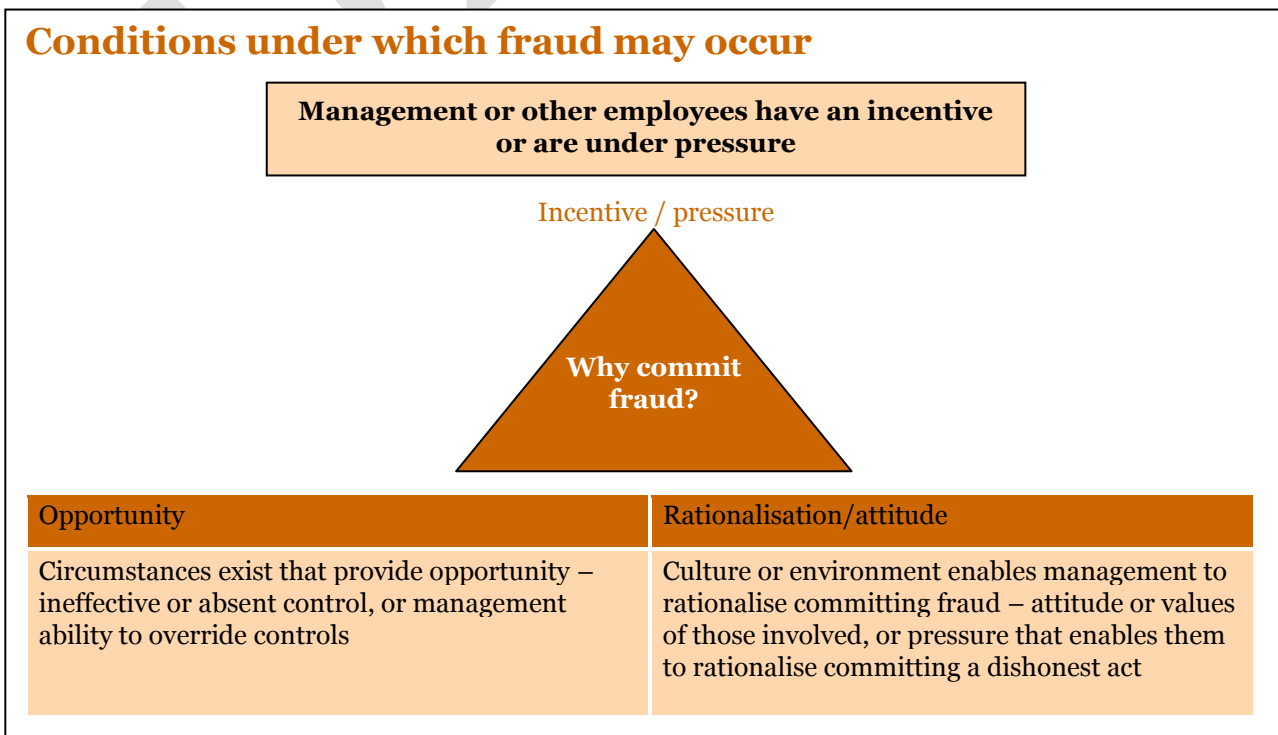 Conditions under which fraud may occur
Management or other employees have an incentive
or are under pressure
Incentive / pressure
Why commit
fraud?
Opportunity
Rationalisation/attitude
Circumstances exist that provide opportunity –
ineffective or absent control, or management
ability to override controls
Culture or environment enables management to
rationalise committing fraud – attitude or values
of those involved, or pressure that enables them
to rationalise committing a dishonest act